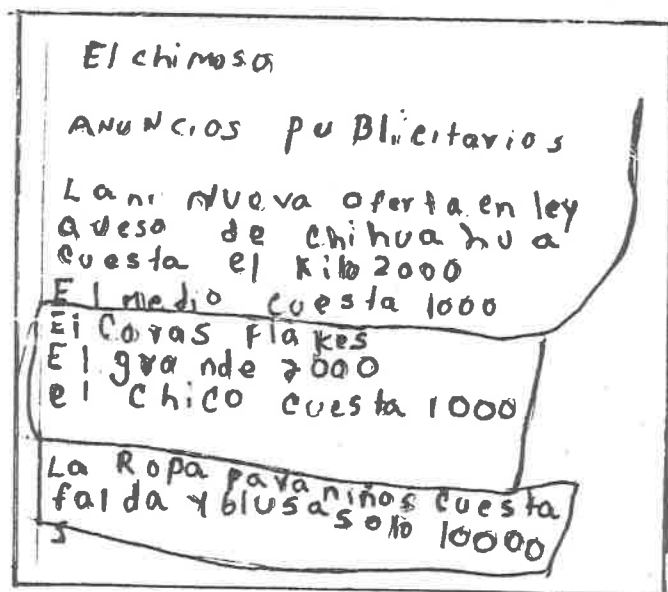 El chimosa
ANUNCIOS puBlicitarios
Lani Nueva oferta en ley
queso de chihuahua
cuesta el kilo 2000
El medio cuesta 1000
El Coras Flakes
El grande 2000
el chico cuesta 1000
La Ropa para niños cuesta
falda y blusa solo 10000
s